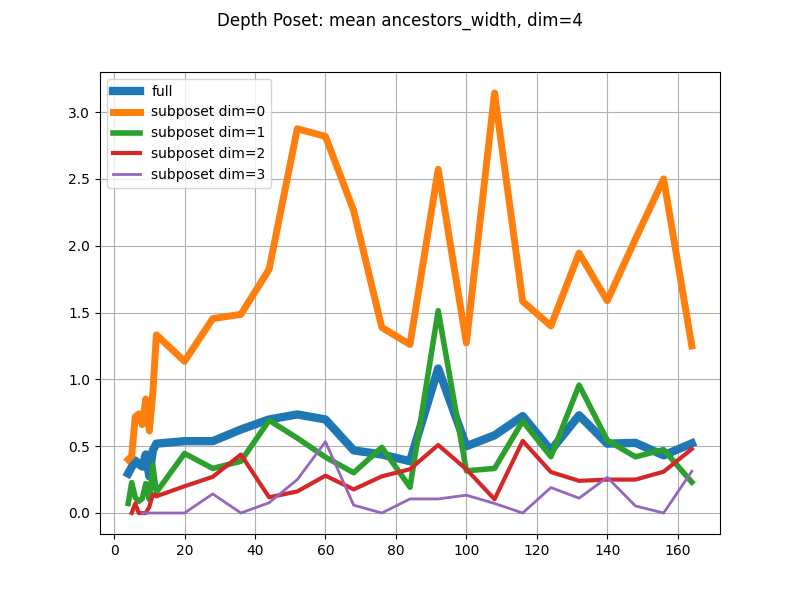 Depth Poset: mean ancestors_width, dim=4
full
subposet dim=0
subposet dim=1
subposet dim=2
subposet dim=3
3.0
2.5
2.0
1.5
1.0
0.5
0.0
0 20 40 60 80 100 120 140 160